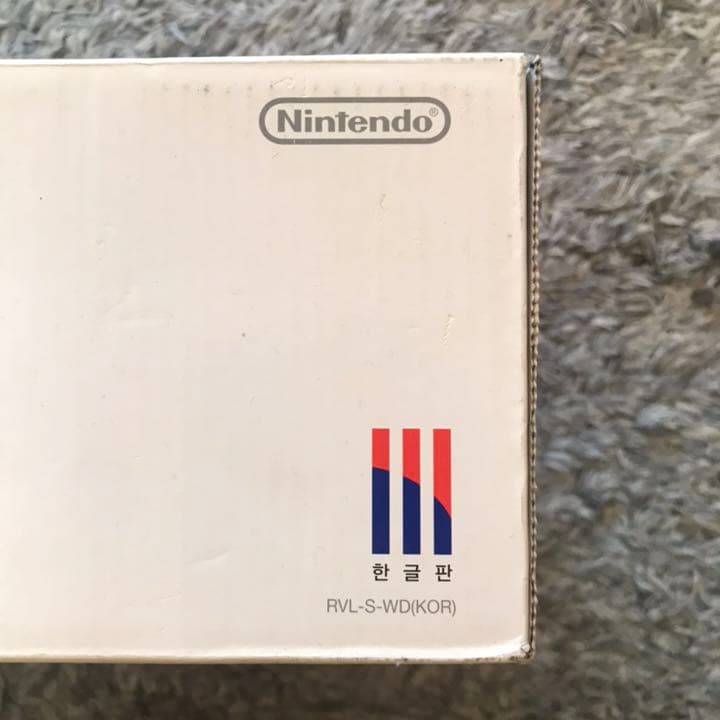 Nintendo®
한글판
RVL-S-WD(KOR)